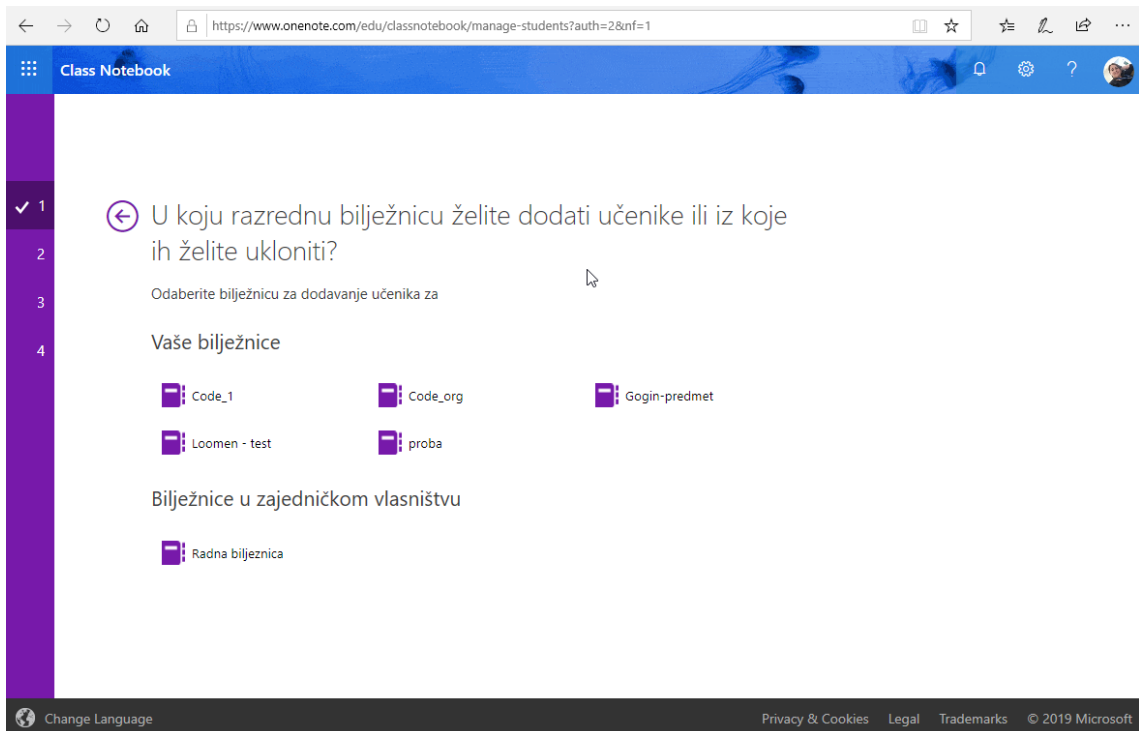 https://www.onenote.com/edu/classnotebook/manage-students?auth=2&nf=1
Class Notebook
?
1
2
3
4
U koju razrednu bilježnicu želite dodati učenike ili iz koje
ih želite ukloniti?
Odaberite bilježnicu za dodavanje učenika za
Vaše bilježnice
Code_1
Code_org
Gogin-predmet
Loomen - test
proba
Bilježnice u zajedničkom vlasništvu
Radna biljeznica
Change Language
Privacy & Cookies
Legal
Trademarks
© 2019 Microsoft